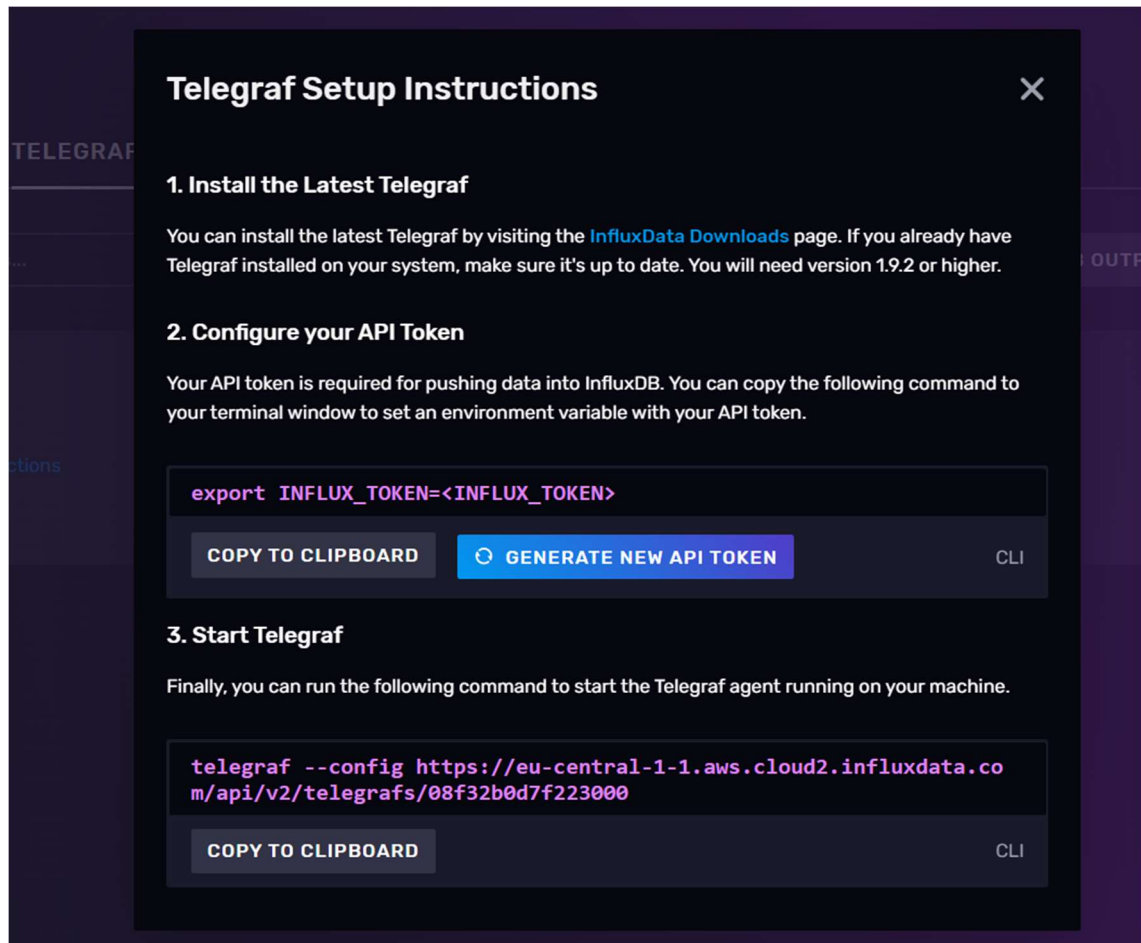 Telegraf Setup Instructions
TELEGRAF
1. Install the Latest Telegraf
You can install the latest Telegraf by visiting the InfluxData Downloads page. If you already have
Telegraf installed on your system, make sure it's up to date. You will need version 1.9.2 or higher.
...
OUTP
2. Configure your API Token
Your API token is required for pushing data into InfluxDB. You can copy the following command to
your terminal window to set an environment variable with your API token.
ctions
export INFLUX_TOKEN=<INFLUX_TOKEN>
COPY TO CLIPBOARD
GENERATE NEW API TOKEN
CLI
3. Start Telegraf
Finally, you can run the following command to start the Telegraf agent running on your machine.
telegraf --config https://eu-central-1-1.aws.cloud2.influxdata.co
m/api/v2/telegrafs/08f32b0d7f223000
COPY TO CLIPBOARD
CLI